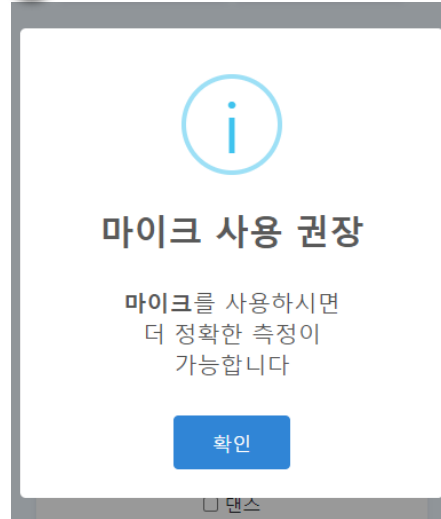 마이크 사용 권장
마이크를 사용하시면
더 정확한 측정이
가능합니다
확인
댄스